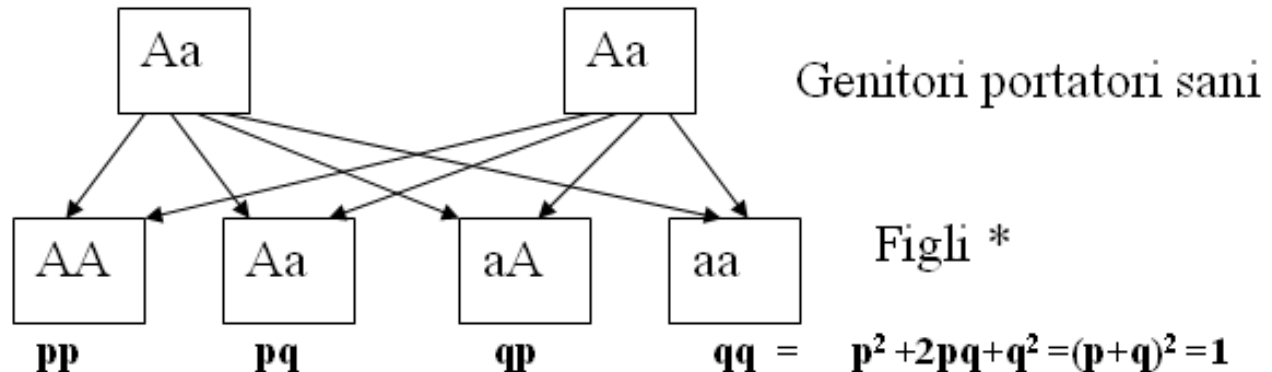 Aa Aa Genitori portatori sani
AA Aa aA aa Figli *
pp pq qp qq = p² +2pq+q² =(p+q)² =1